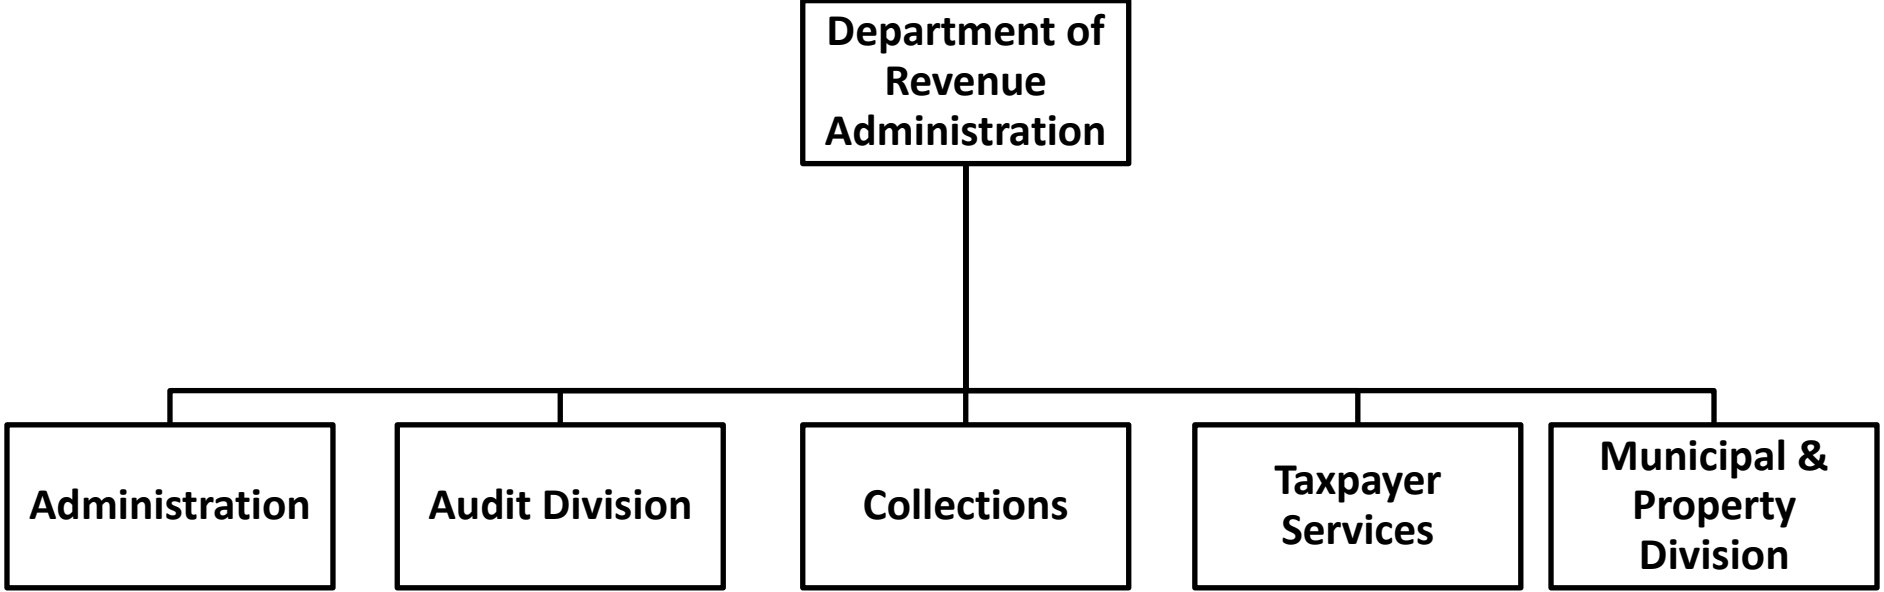 Department of
Revenue
Administration
Administration
Audit Division
Collections
Taxpayer
Services
Municipal &
Property
Division